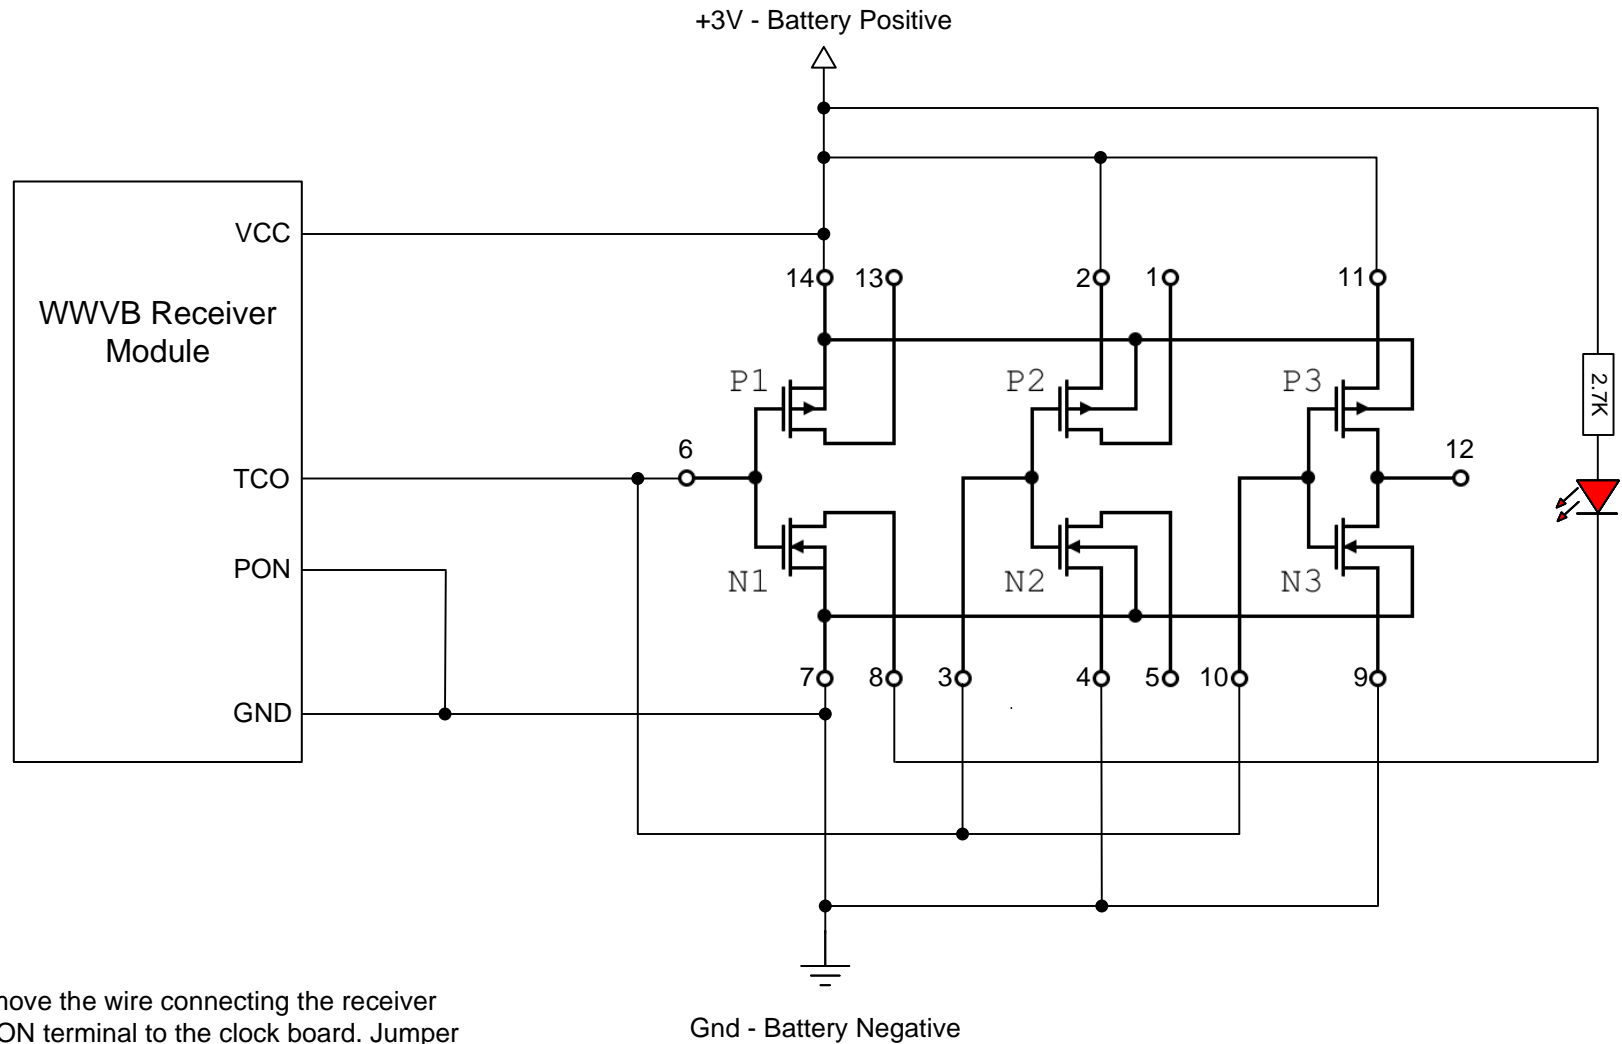 +3V - Battery Positive
VCC
14 13 2 1 11
WWVB Receiver
Module
P1 P2 P3
2.7K
6 12
TCO
PON
N1 N2 N3
7 8 3 4 5 10 9
GND
ON terminal to the clock board. Jumper
the wire connecting the receiver
Gnd - Battery Negative